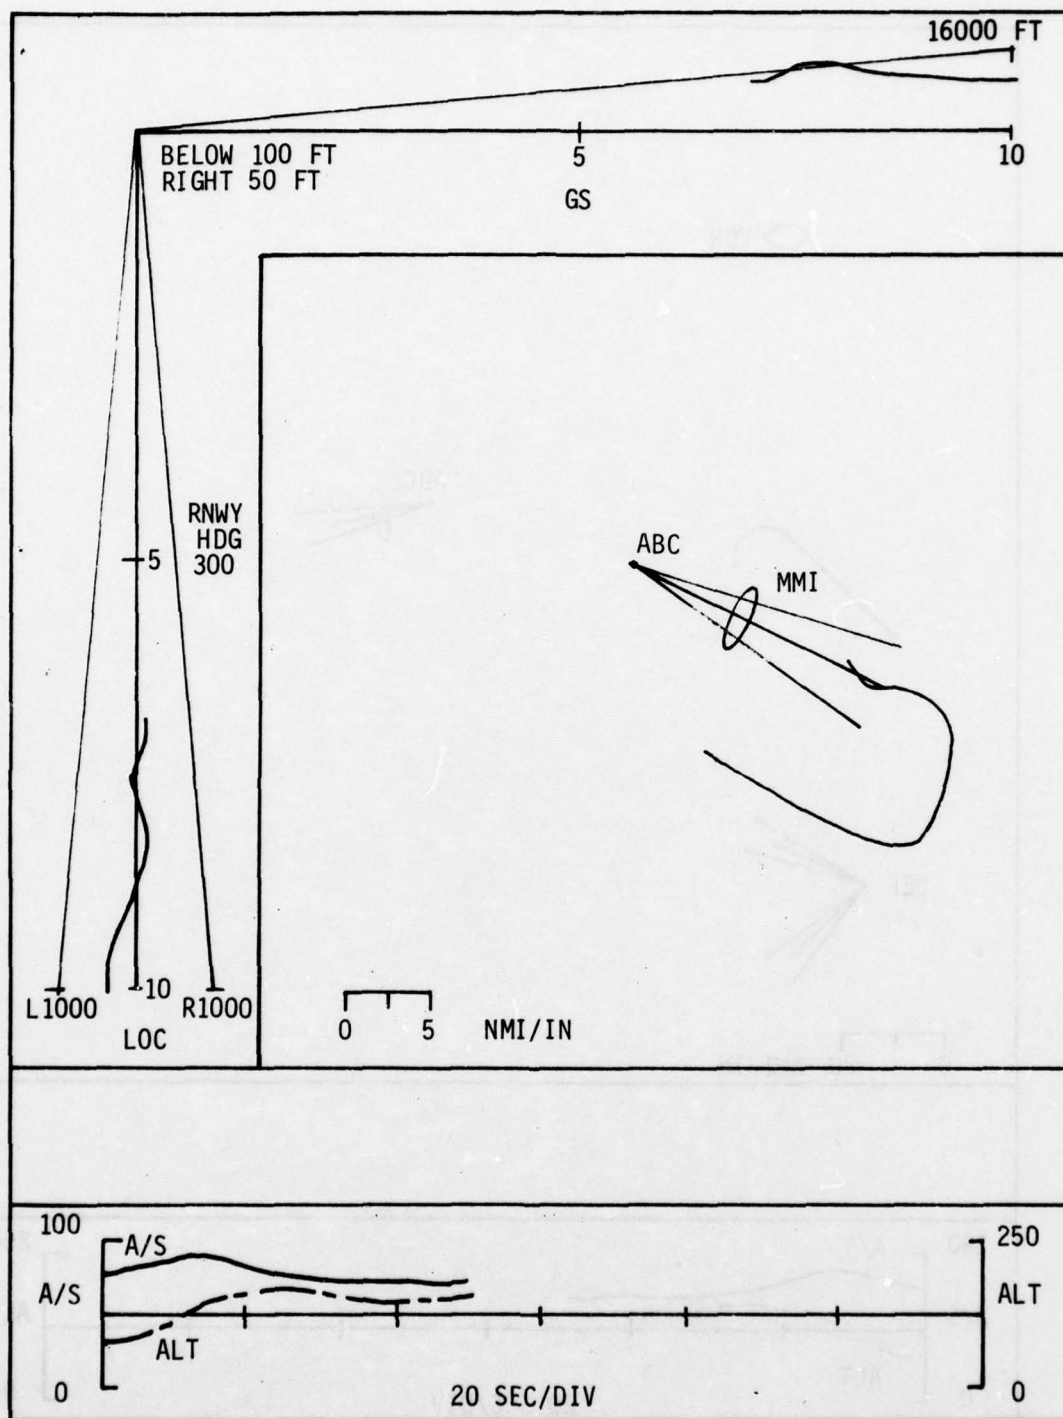 16000 FT
BELOW 100 FT
RIGHT 50 FT
5
10
GS
RNWY
HDG
300
5
ABC
MMI
10
L1000
R1000
LOC
0
5
NMI/IN
100
A/S
250
A/S
ALT
ALT
0
20 SEC/DIV
0